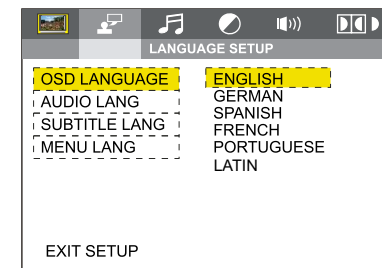 LANGUAGE SETUP
OSD LANGUAGE
AUDIO LANG
SUBTITLE LANG
MENU LANG
ENGLISH
GERMAN
SPANISH
FRENCH
PORTUGUESE
LATIN
EXIT SETUP